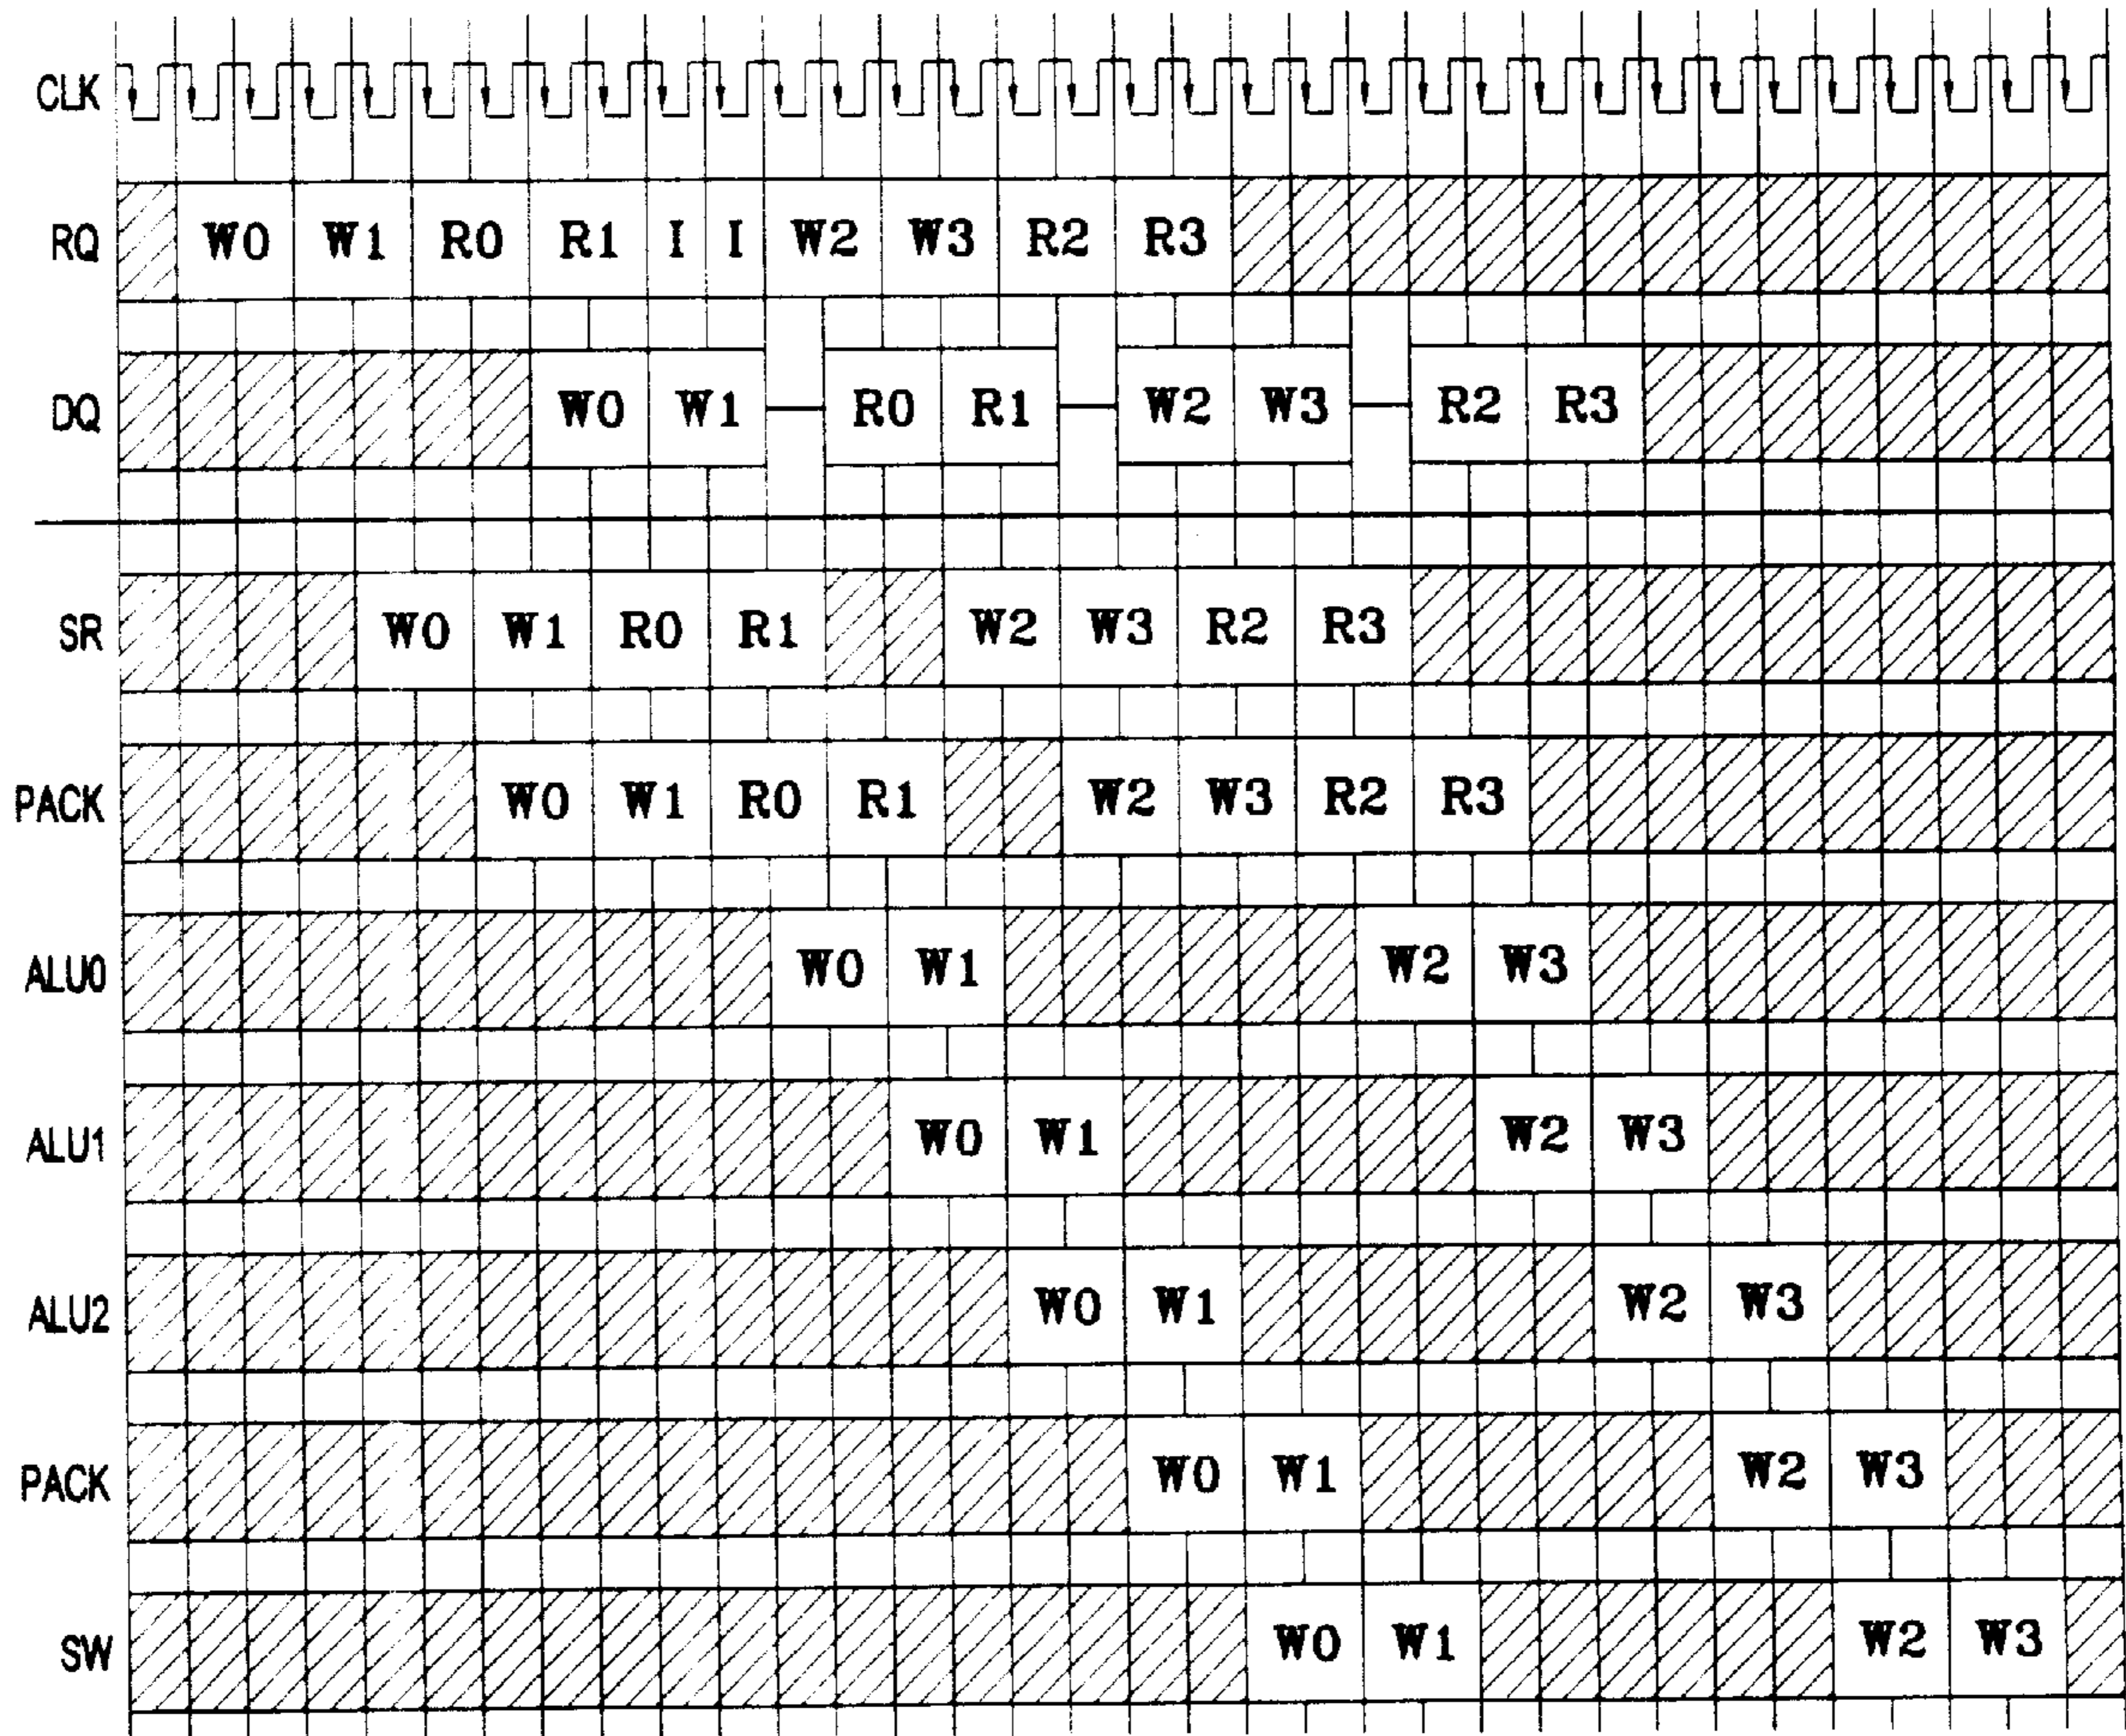 CLK
RQ W0 W1 R0 R1 I I W2 W3 R2 R3
DQ W0 W1 R0 R1 W2 W3 R2 R3
SR W0 W1 R0 R1 W2 W3 R2 R3
PACK W0 W1 R0 R1 W2 W3 R2 R3
ALU0 W0 W1 W2 W3
ALU1 W0 W1 W2 W3
ALU2 W0 W1 W2 W3
PACK W0 W1 W2 W3
SW W0 W1 W2 W3